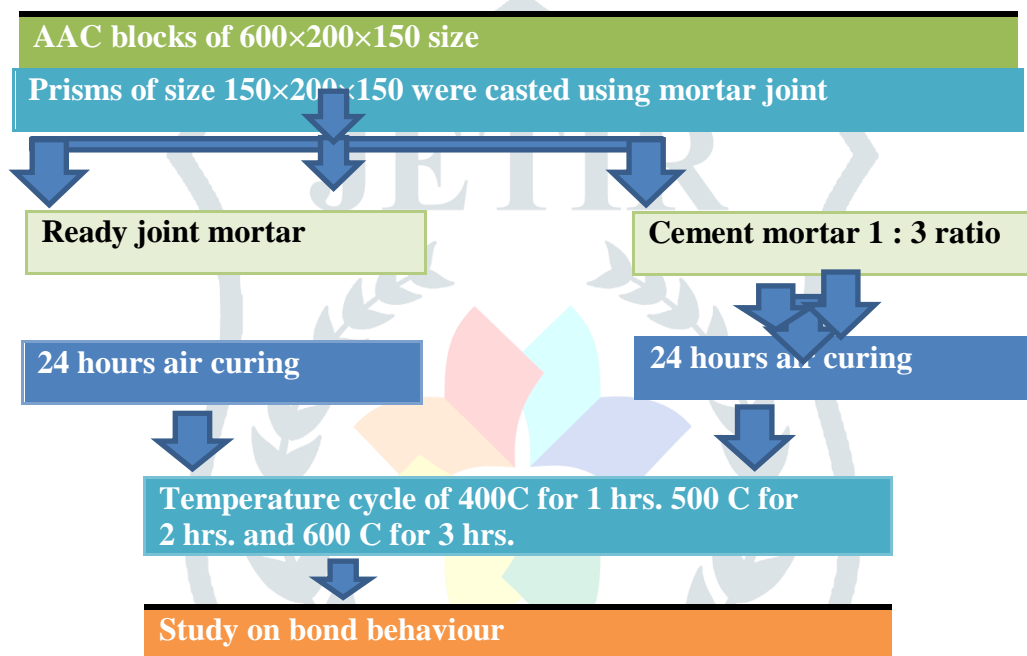 AAC blocks of 600×200×150 size
Prisms of size 150×200×150 were casted using mortar joint
JETIR
Ready joint mortar
Cement mortar 1 : 3 ratio
24 hours air curing
24 hours air curing
Temperature cycle of 400C for 1 hrs. 500 C for
2 hrs. and 600 C for 3 hrs.
Study on bond behaviour